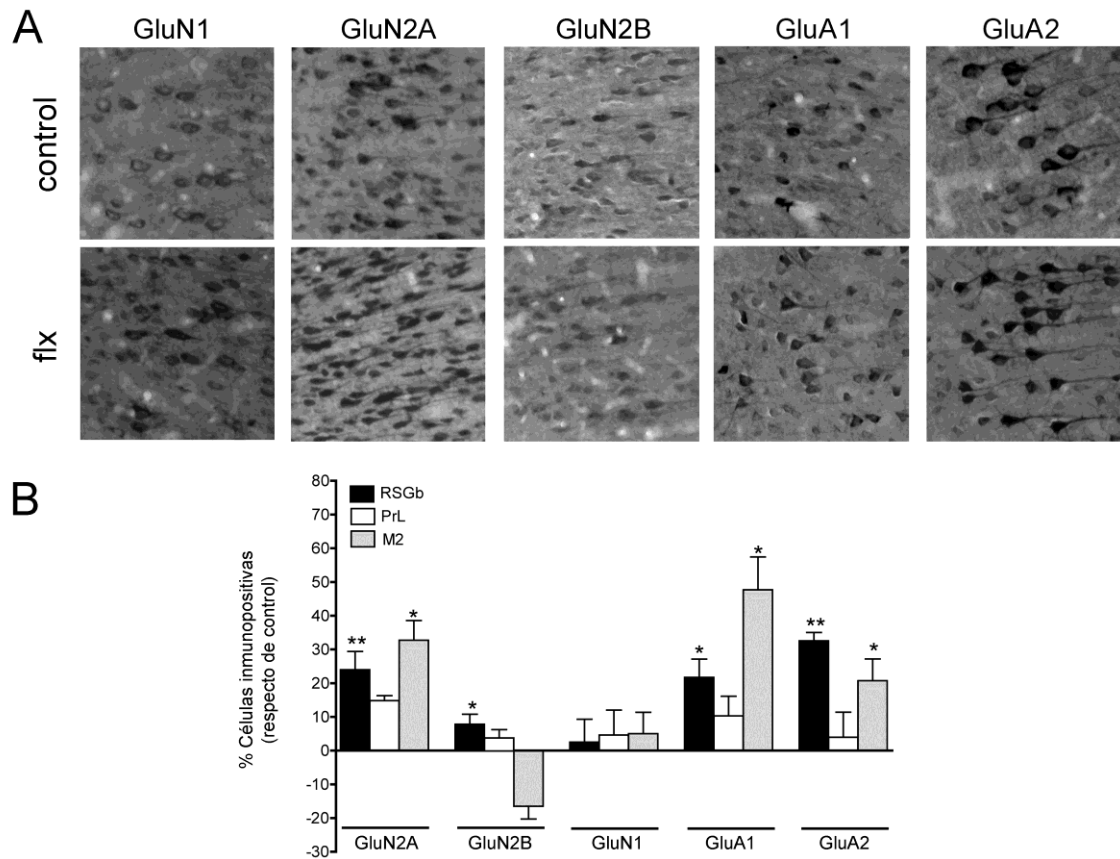 A
GluN1 GluN2A GluN2B GluA1 GluA2
control
flx
B
% Células inmunopositivas
(respecto de control)
80
70
60
50
40
30
20
10
0
-10
-20
-30
RSGb
PrL
M2
** * * * * ** *
GluN2A GluN2B GluN1 GluA1 GluA2